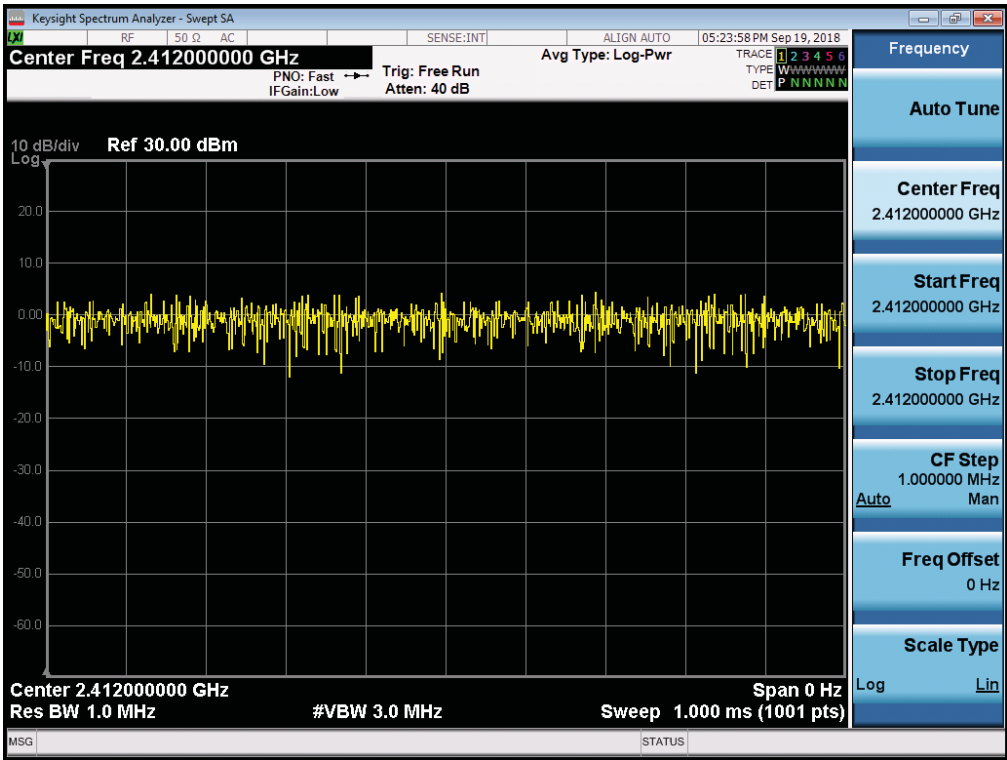 Keysight Spectrum Analyzer - Swept SA
LXI RF 50 Ω AC SENSE:INT ALIGN AUTO 05:23:58 PM Sep 19, 2018
Center Freq 2.412000000 GHz
PNO: Fast
IFGain:Low
Trig: Free Run
Atten: 40 dB
Avg Type: Log-Pwr
TRACE 1 2 3 4 5 6
TYPE WWWWWWW
DET P N N N N N
10 dB/div Ref 30.00 dBm
Log
20.0
10.0
0.00
-10.0
-20.0
-30.0
-40.0
-50.0
-60.0
Center 2.412000000 GHz Span 0 Hz
Res BW 1.0 MHz #VBW 3.0 MHz Sweep 1.000 ms (1001 pts)
MSG STATUS
Frequency
Auto Tune
Center Freq
2.412000000 GHz
Start Freq
2.412000000 GHz
Stop Freq
2.412000000 GHz
CF Step
1.000000 MHz
Auto Man
Freq Offset
0 Hz
Scale Type
Log Lin